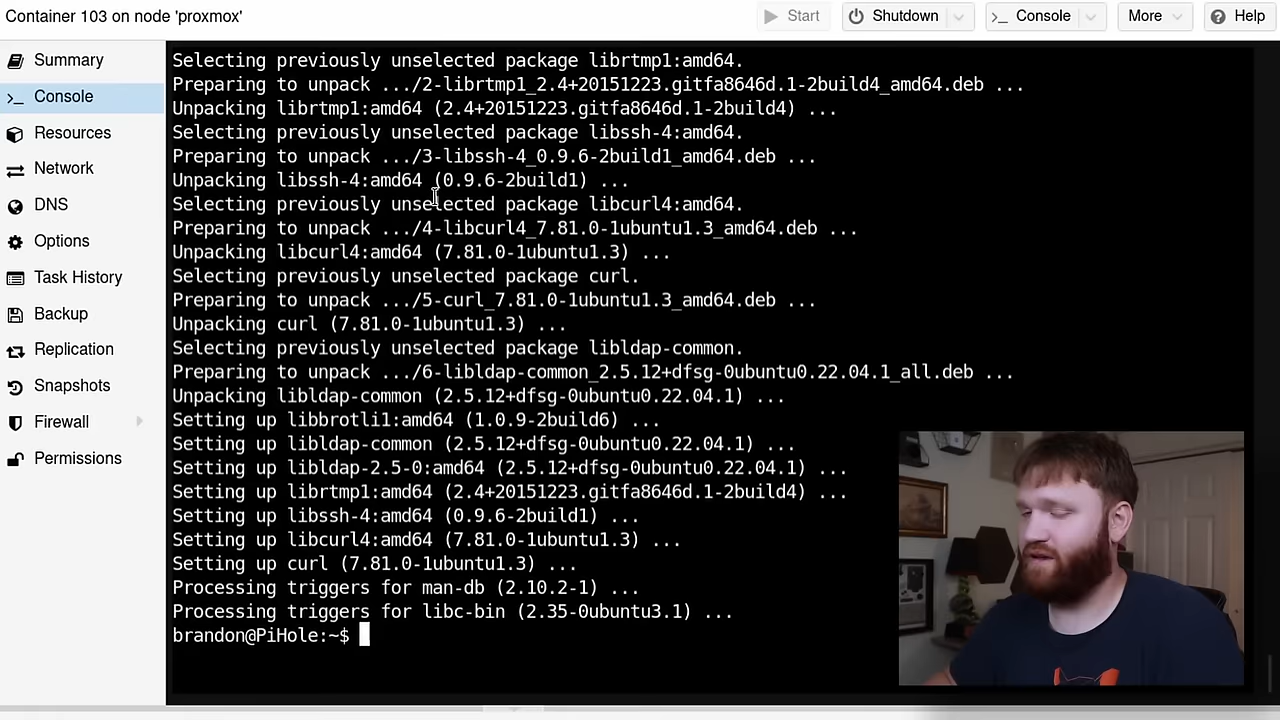 Container 103 on node 'proxmox'
Start
Shutdown
Console
More
Help
Summary
Console
Resources
Network
DNS
Options
Task History
Backup
Replication
Snapshots
Firewall
Permissions
Selecting previously unselected package librtmp1:amd64.
Preparing to unpack .../2-librtmp1_2.4+20151223.gitfa8646d.1-2build4_amd64.deb ...
Unpacking librtmp1:amd64 (2.4+20151223.gitfa8646d.1-2build4) ...
Selecting previously unselected package libssh-4:amd64.
Preparing to unpack .../3-libssh-4_0.9.6-2build1_amd64.deb ...
Unpacking libssh-4:amd64 (0.9.6-2build1) ...
Selecting previously unselected package libcurl4:amd64.
Preparing to unpack .../4-libcurl4_7.81.0-1ubuntu1.3_amd64.deb ...
Unpacking libcurl4:amd64 (7.81.0-1ubuntu1.3) ...
Selecting previously unselected package curl.
Preparing to unpack .../5-curl_7.81.0-1ubuntu1.3_amd64.deb ...
Unpacking curl (7.81.0-1ubuntu1.3) ...
Selecting previously unselected package libldap-common.
Preparing to unpack .../6-libldap-common_2.5.12+dfsg-0ubuntu0.22.04.1_all.deb ...
Unpacking libldap-common (2.5.12+dfsg-0ubuntu0.22.04.1) ...
Setting up libbrotli1:amd64 (1.0.9-2build6) ...
Setting up libldap-common (2.5.12+dfsg-0ubuntu0.22.04.1) ...
Setting up libldap-2.5-0:amd64 (2.5.12+dfsg-0ubuntu0.22.04.1) ...
Setting up librtmp1:amd64 (2.4+20151223.gitfa8646d.1-2build4) ...
Setting up libssh-4:amd64 (0.9.6-2build1) ...
Setting up libcurl4:amd64 (7.81.0-1ubuntu1.3) ...
Setting up curl (7.81.0-1ubuntu1.3) ...
Processing triggers for man-db (2.10.2-1) ...
Processing triggers for libc-bin (2.35-0ubuntu3.1) ...
brandon@PiHole:~$